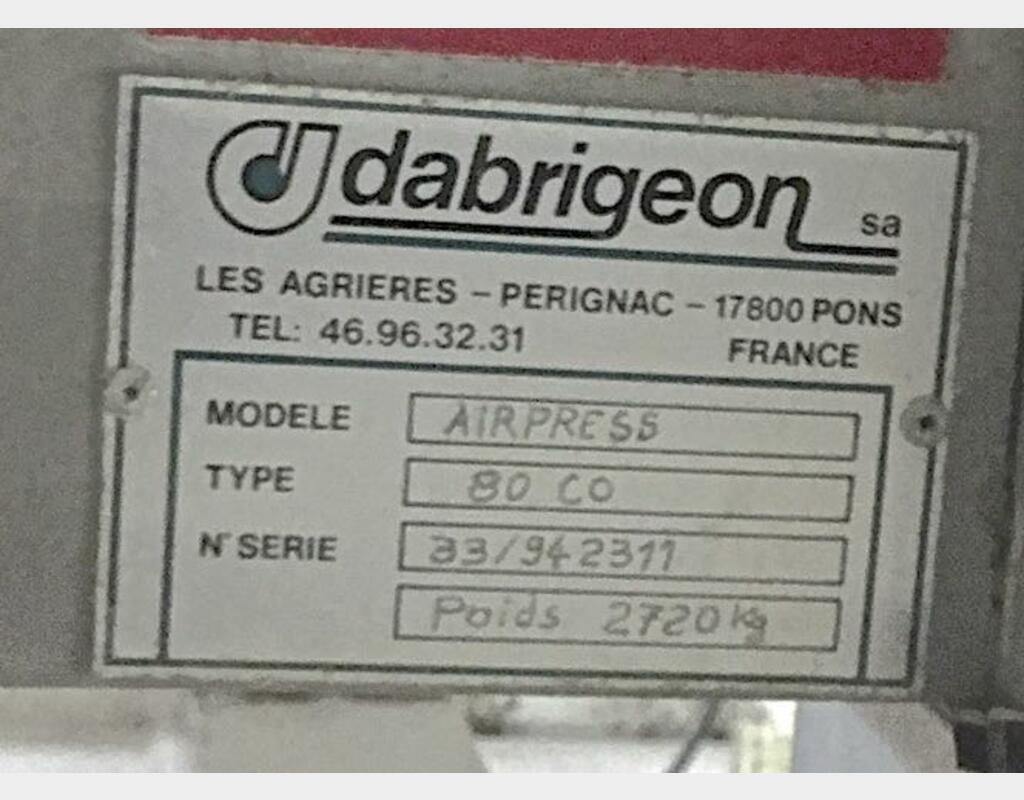 dabrigeon sa
LES AGRIERES – PERIGNAC – 17800 PONS
TEL: 46.96.32.31 FRANCE
MODELE AIRPRESS
TYPE 80 CO
N° SERIE 33/942311
Poids 2720 kg